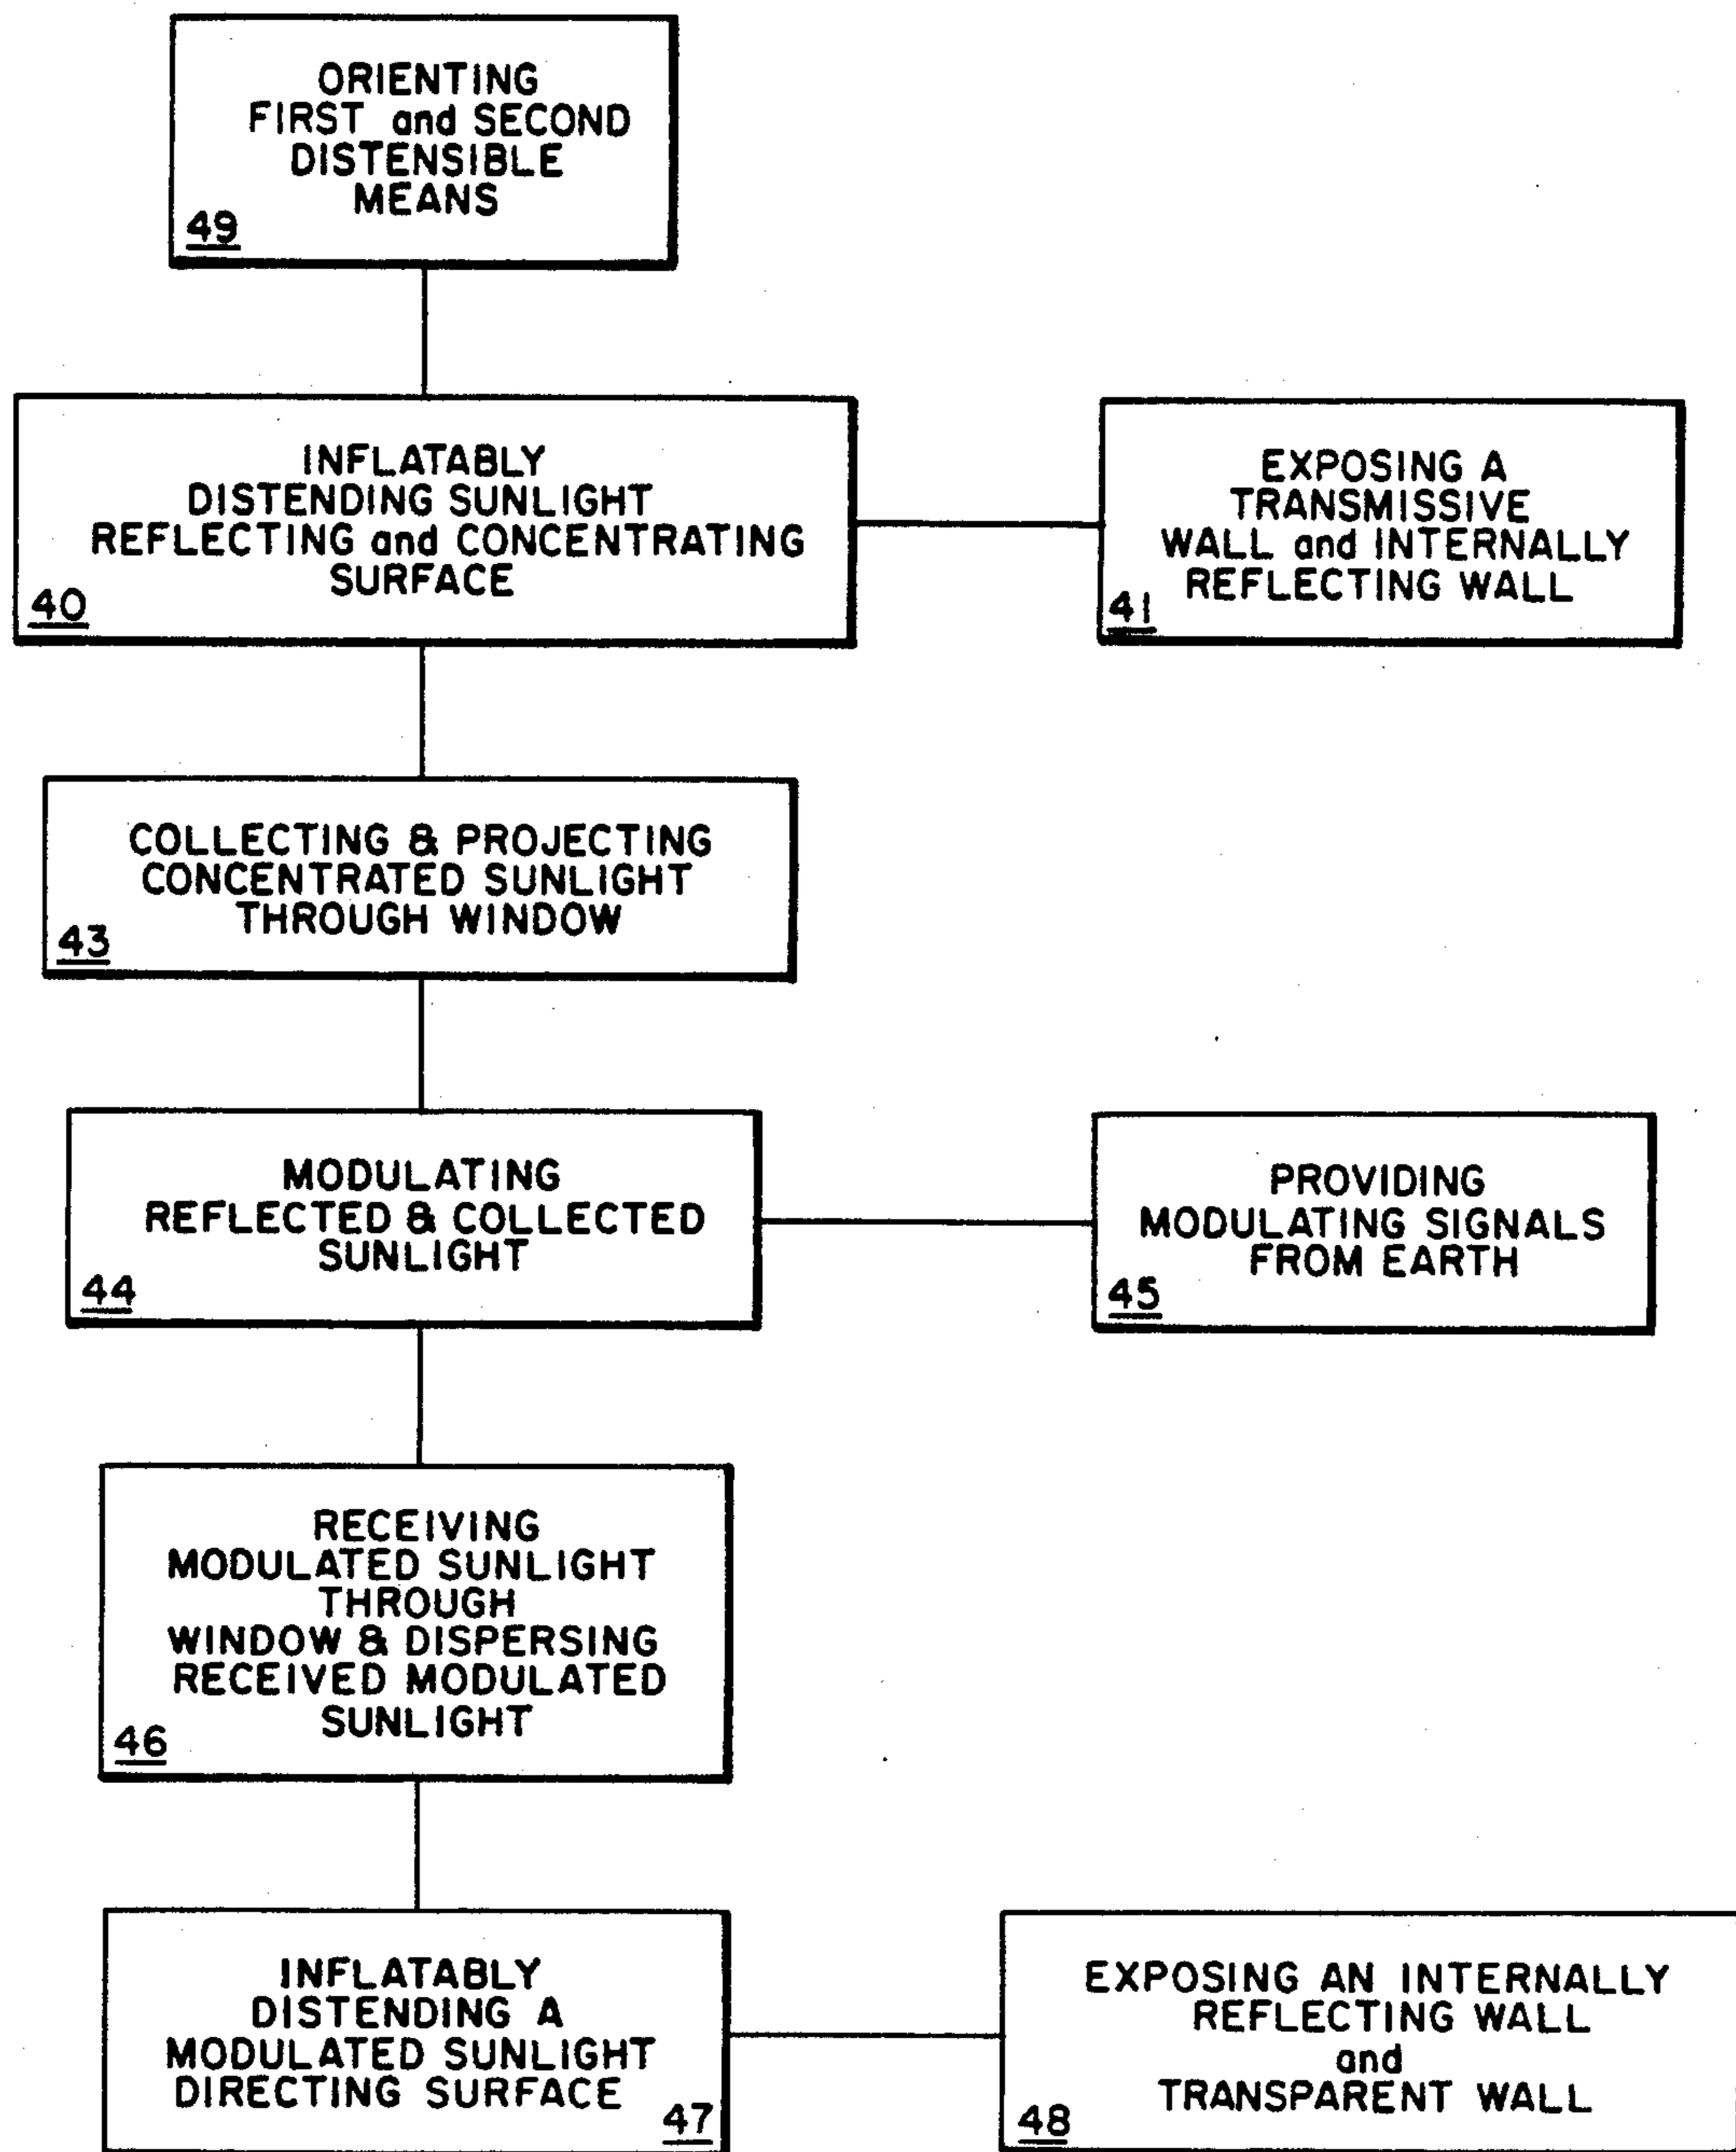 ORIENTING
FIRST and SECOND
DISTENSIBLE
MEANS
49
INFLATABLY
DISTENDING SUNLIGHT
REFLECTING and CONCENTRATING
SURFACE
40
EXPOSING A
TRANSMISSIVE
WALL and INTERNALLY
REFLECTING WALL
41
COLLECTING & PROJECTING
CONCENTRATED SUNLIGHT
THROUGH WINDOW
43
MODULATING
REFLECTED & COLLECTED
SUNLIGHT
44
PROVIDING
MODULATING SIGNALS
FROM EARTH
45
RECEIVING
MODULATED SUNLIGHT
THROUGH
WINDOW & DISPERSING
RECEIVED MODULATED
SUNLIGHT
46
INFLATABLY
DISTENDING A
MODULATED SUNLIGHT
DIRECTING SURFACE
47
EXPOSING AN INTERNALLY
REFLECTING WALL
and
TRANSPARENT WALL
48